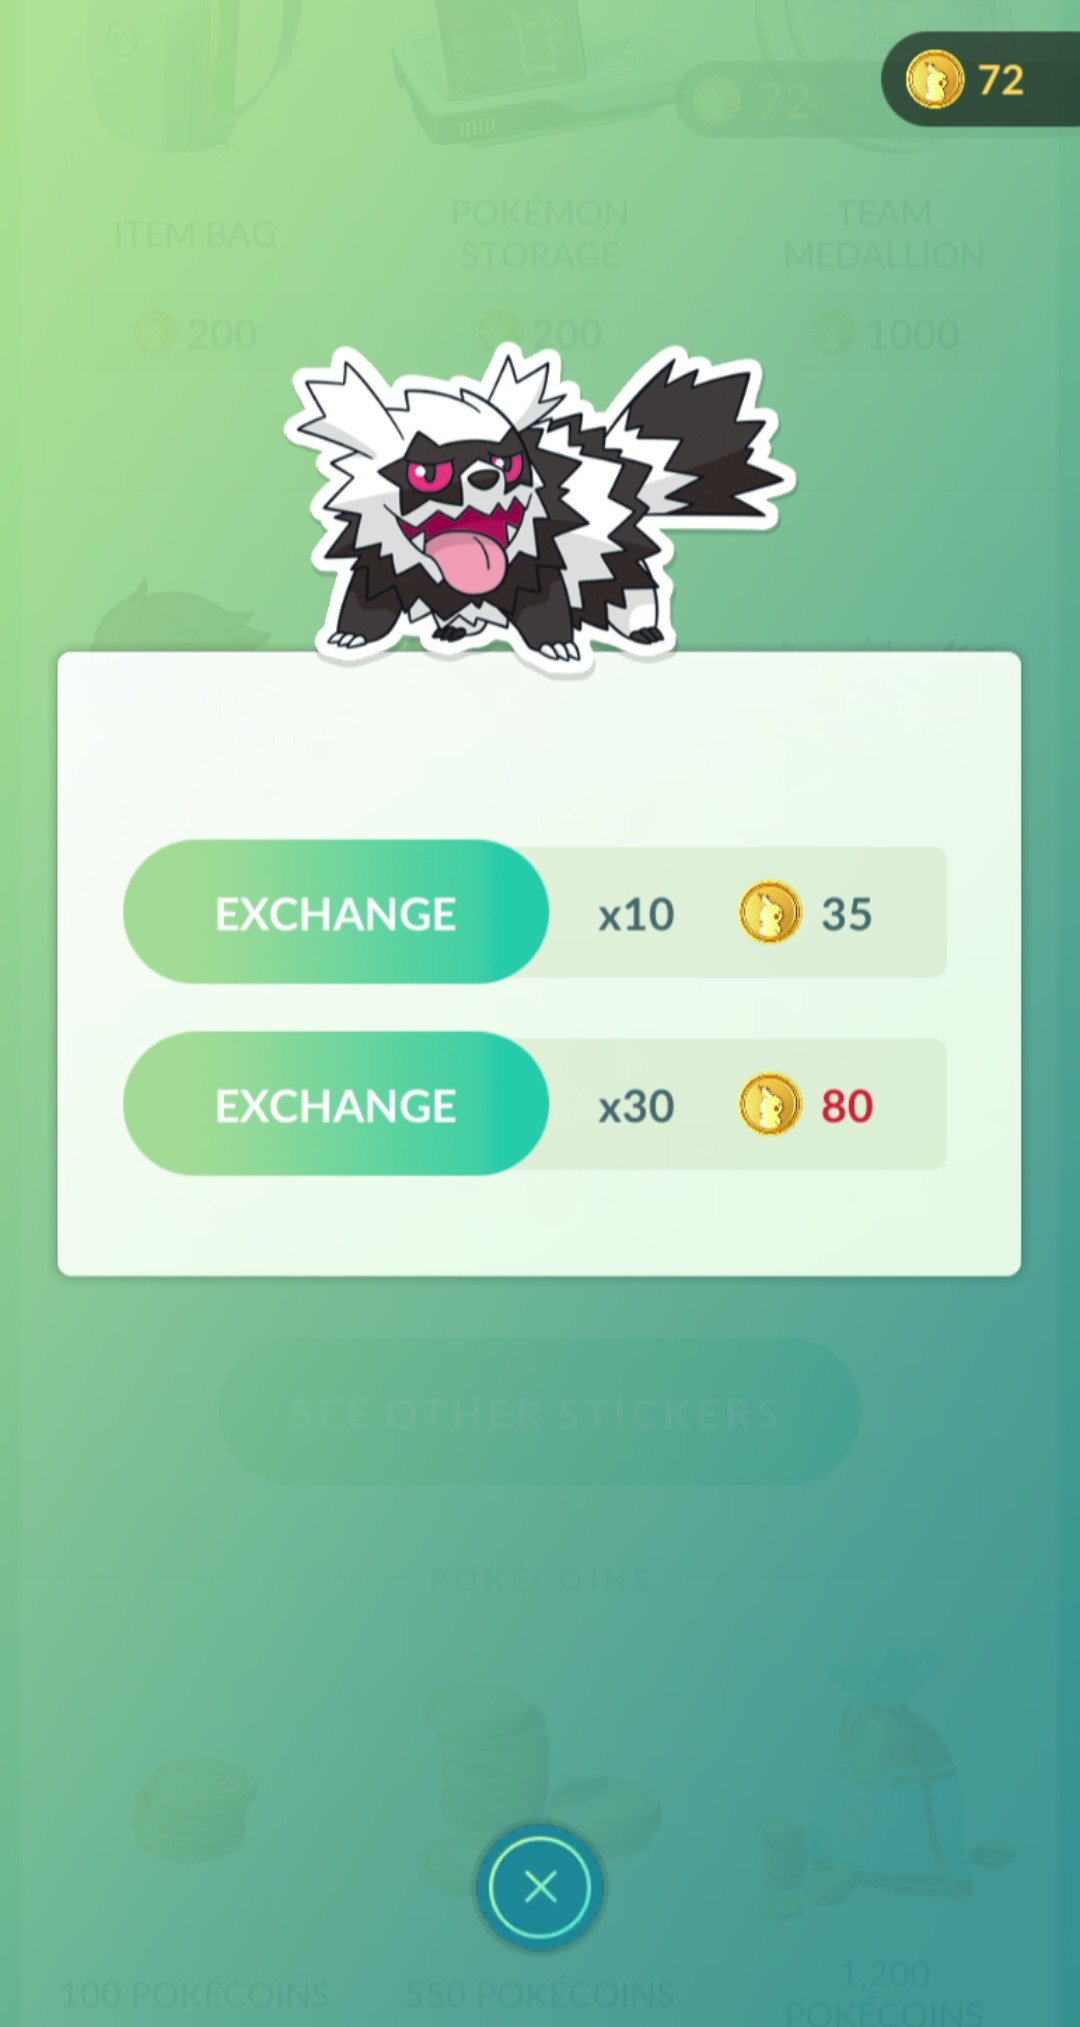 72
72
ITEM BAG
POKÉMON
STORAGE
TEAM
MEDALLION
200
200
1000
EXCHANGE x10 35
EXCHANGE x30 80
SEE OTHER STICKERS
POKÉCOINS
100 POKÉCOINS
550 POKÉCOINS
1,200
POKÉCOINS